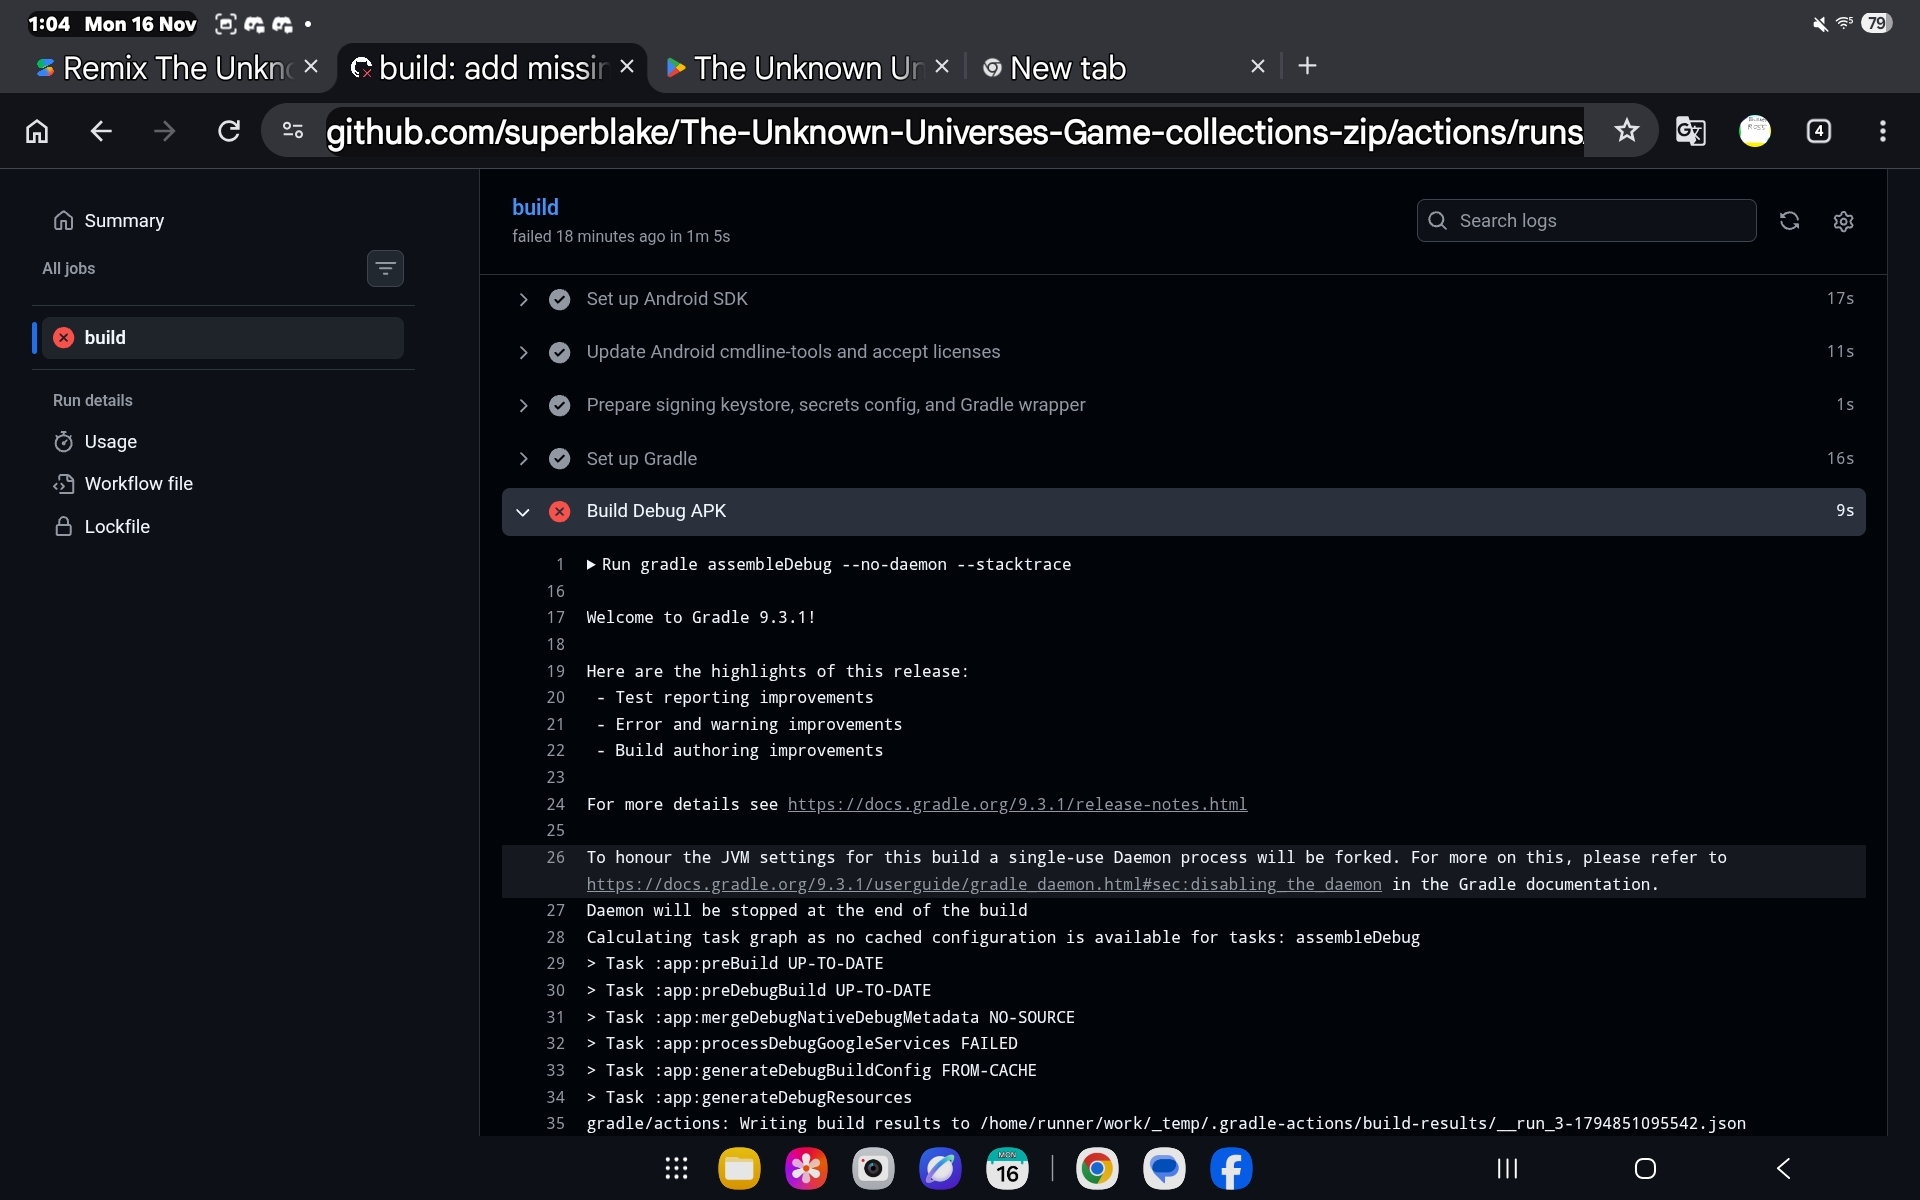 1:04 Mon 16 Nov
79
Remix The Unkno
build: add missin
The Unknown Un
New tab
github.com/superblake/The-Unknown-Universes-Game-collections-zip/actions/runs/
4
Summary
All jobs
build
Run details
Usage
Workflow file
Lockfile
build
failed 18 minutes ago in 1m 5s
Search logs
Set up Android SDK 17s
Update Android cmdline-tools and accept licenses 11s
Prepare signing keystore, secrets config, and Gradle wrapper 1s
Set up Gradle 16s
Build Debug APK 9s
1 Run gradle assembleDebug --no-daemon --stacktrace
16
17 Welcome to Gradle 9.3.1!
18
19 Here are the highlights of this release:
20 - Test reporting improvements
21 - Error and warning improvements
22 - Build authoring improvements
23
24 For more details see https://docs.gradle.org/9.3.1/release-notes.html
25
26 To honour the JVM settings for this build a single-use Daemon process will be forked. For more on this, please refer to
https://docs.gradle.org/9.3.1/userguide/gradle_daemon.html#sec:disabling_the_daemon in the Gradle documentation.
27 Daemon will be stopped at the end of the build
28 Calculating task graph as no cached configuration is available for tasks: assembleDebug
29 > Task :app:preBuild UP-TO-DATE
30 > Task :app:preDebugBuild UP-TO-DATE
31 > Task :app:mergeDebugNativeDebugMetadata NO-SOURCE
32 > Task :app:processDebugGoogleServices FAILED
33 > Task :app:generateDebugBuildConfig FROM-CACHE
34 > Task :app:generateDebugResources
35 gradle/actions: Writing build results to /home/runner/work/_temp/.gradle-actions/build-results/__run_3-1794851095542.json
MON
16